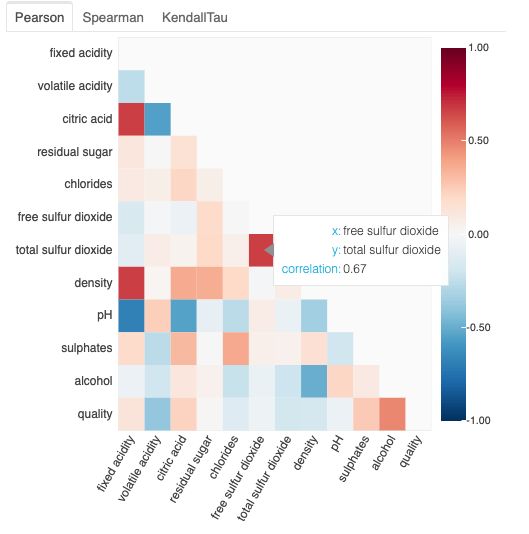 Pearson Spearman KendallTau
fixed acidity
volatile acidity
citric acid
residual sugar
chlorides
free sulfur dioxide
total sulfur dioxide
density
pH
sulphates
alcohol
quality
x: free sulfur dioxide
y: total sulfur dioxide
correlation: 0.67
1.00
0.50
0.00
-0.50
-1.00
fixed acidity
volatile acidity
citric acid
residual sugar
chlorides
free sulfur dioxide
total sulfur dioxide
density
pH
sulphates
alcohol
quality